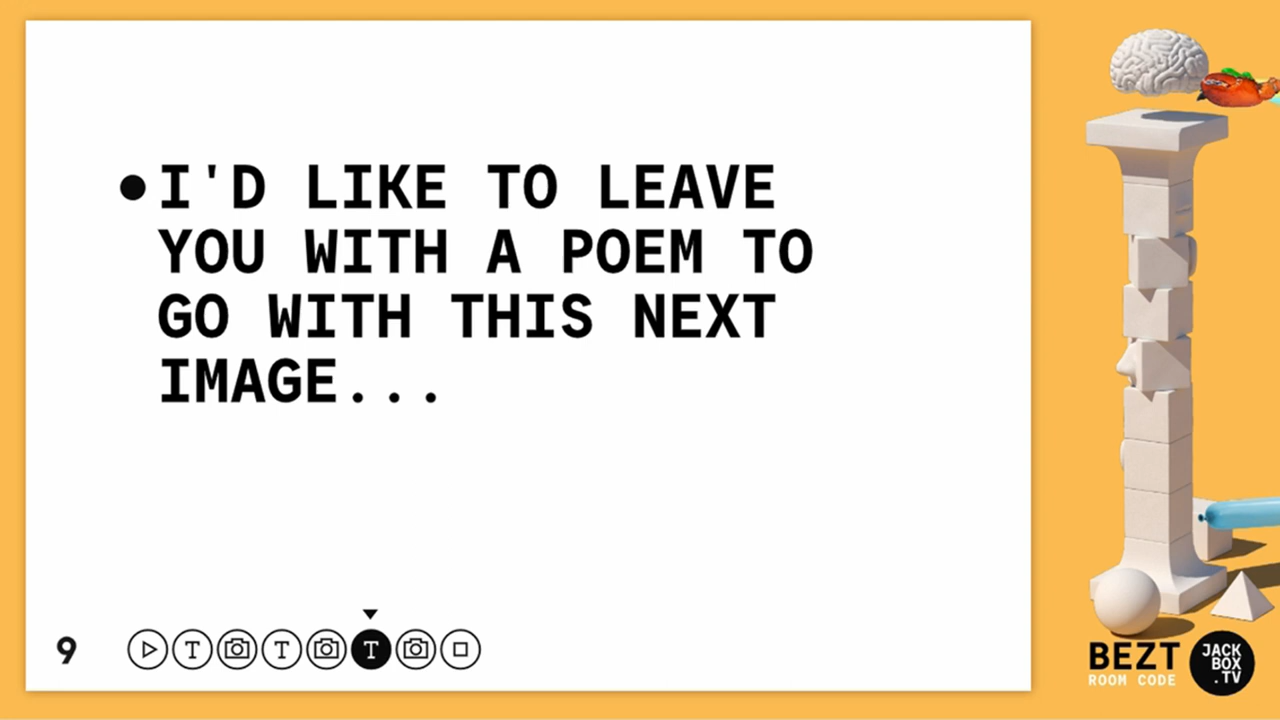 ● I'D LIKE TO LEAVE
YOU WITH A POEM TO
GO WITH THIS NEXT
IMAGE...
9
T
T
T
BEZT
ROOM CODE
JACK
BOX
.TV